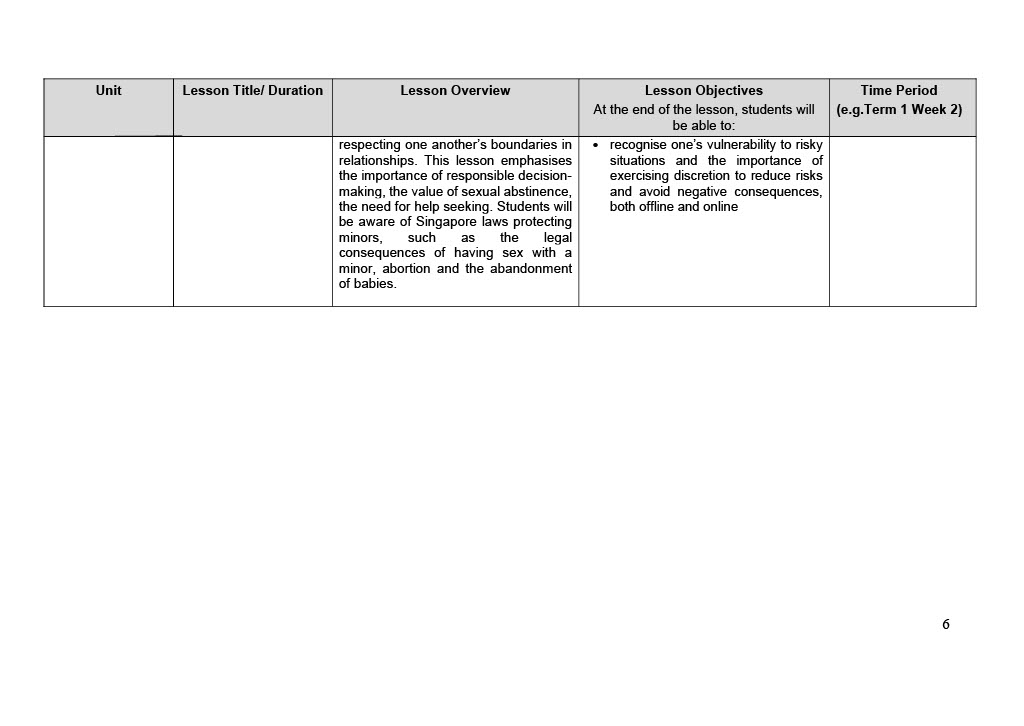 Unit
Lesson Title/ Duration
Lesson Overview
Lesson Objectives
At the end of the lesson, students will
be able to:
Time Period
(e.g.Term 1 Week 2)
respecting one another’s boundaries in
relationships. This lesson emphasises
the importance of responsible decision-
making, the value of sexual abstinence,
the need for help seeking. Students will
be aware of Singapore laws protecting
minors, such as the legal
consequences of having sex with a
minor, abortion and the abandonment
of babies.
• recognise one’s vulnerability to risky
situations and the importance of
exercising discretion to reduce risks
and avoid negative consequences,
both offline and online
6